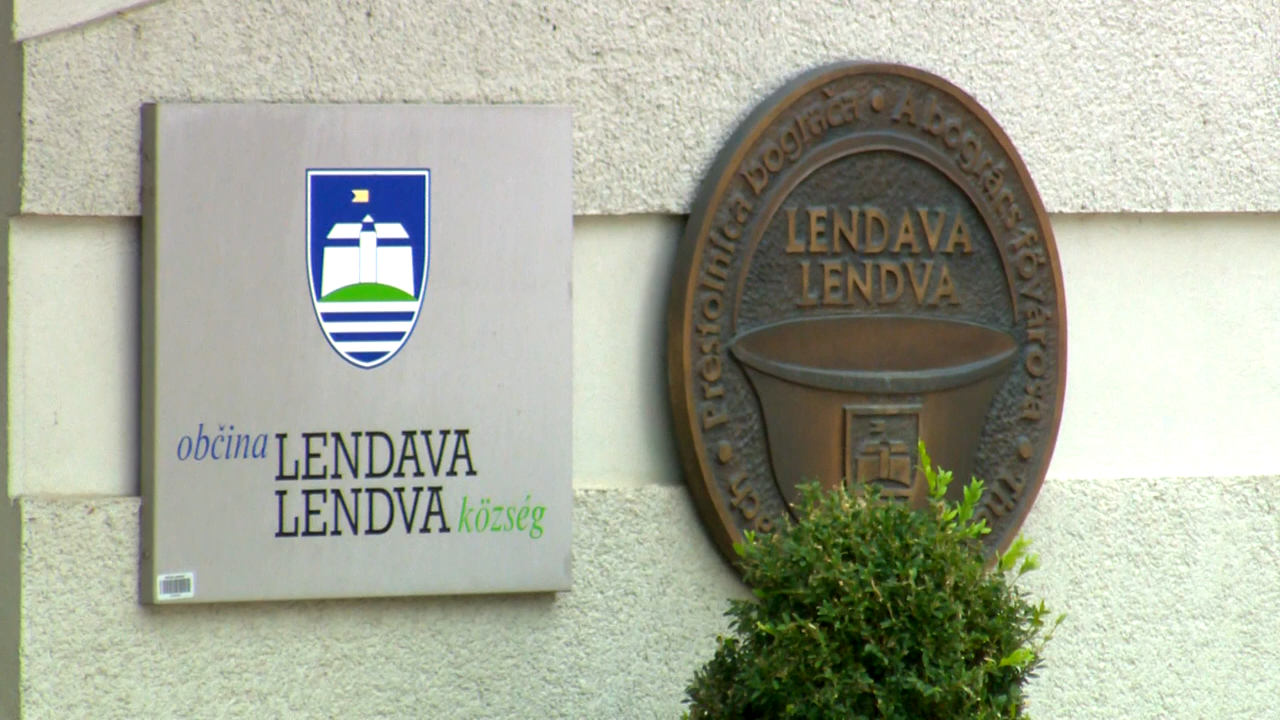 občina LENDAVA
LENDVA község
Prestolnica bograča • A bogrács fővárosa •
LENDAVA
LENDVA